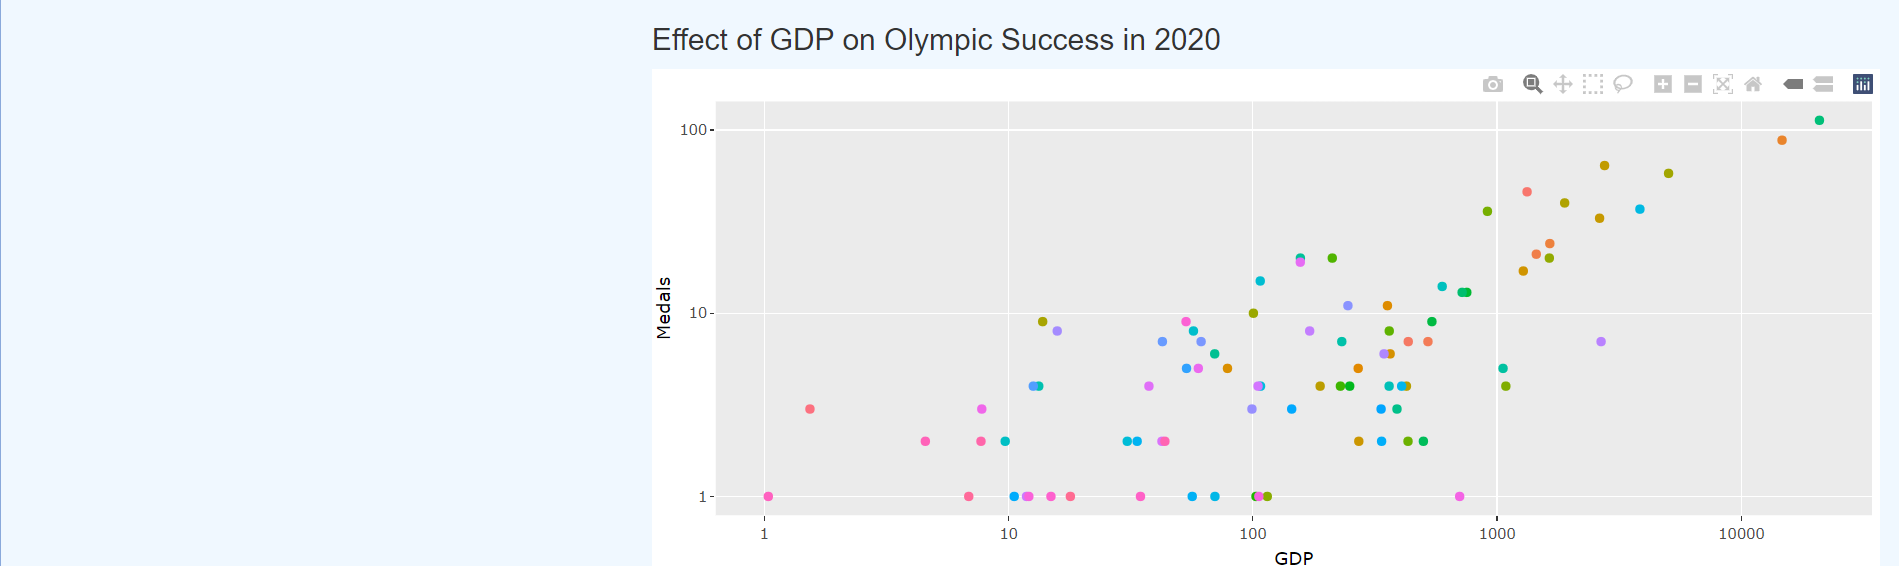 Effect of GDP on Olympic Success in 2020
100
10
1
Medals
1 10 100 1000 10000
GDP